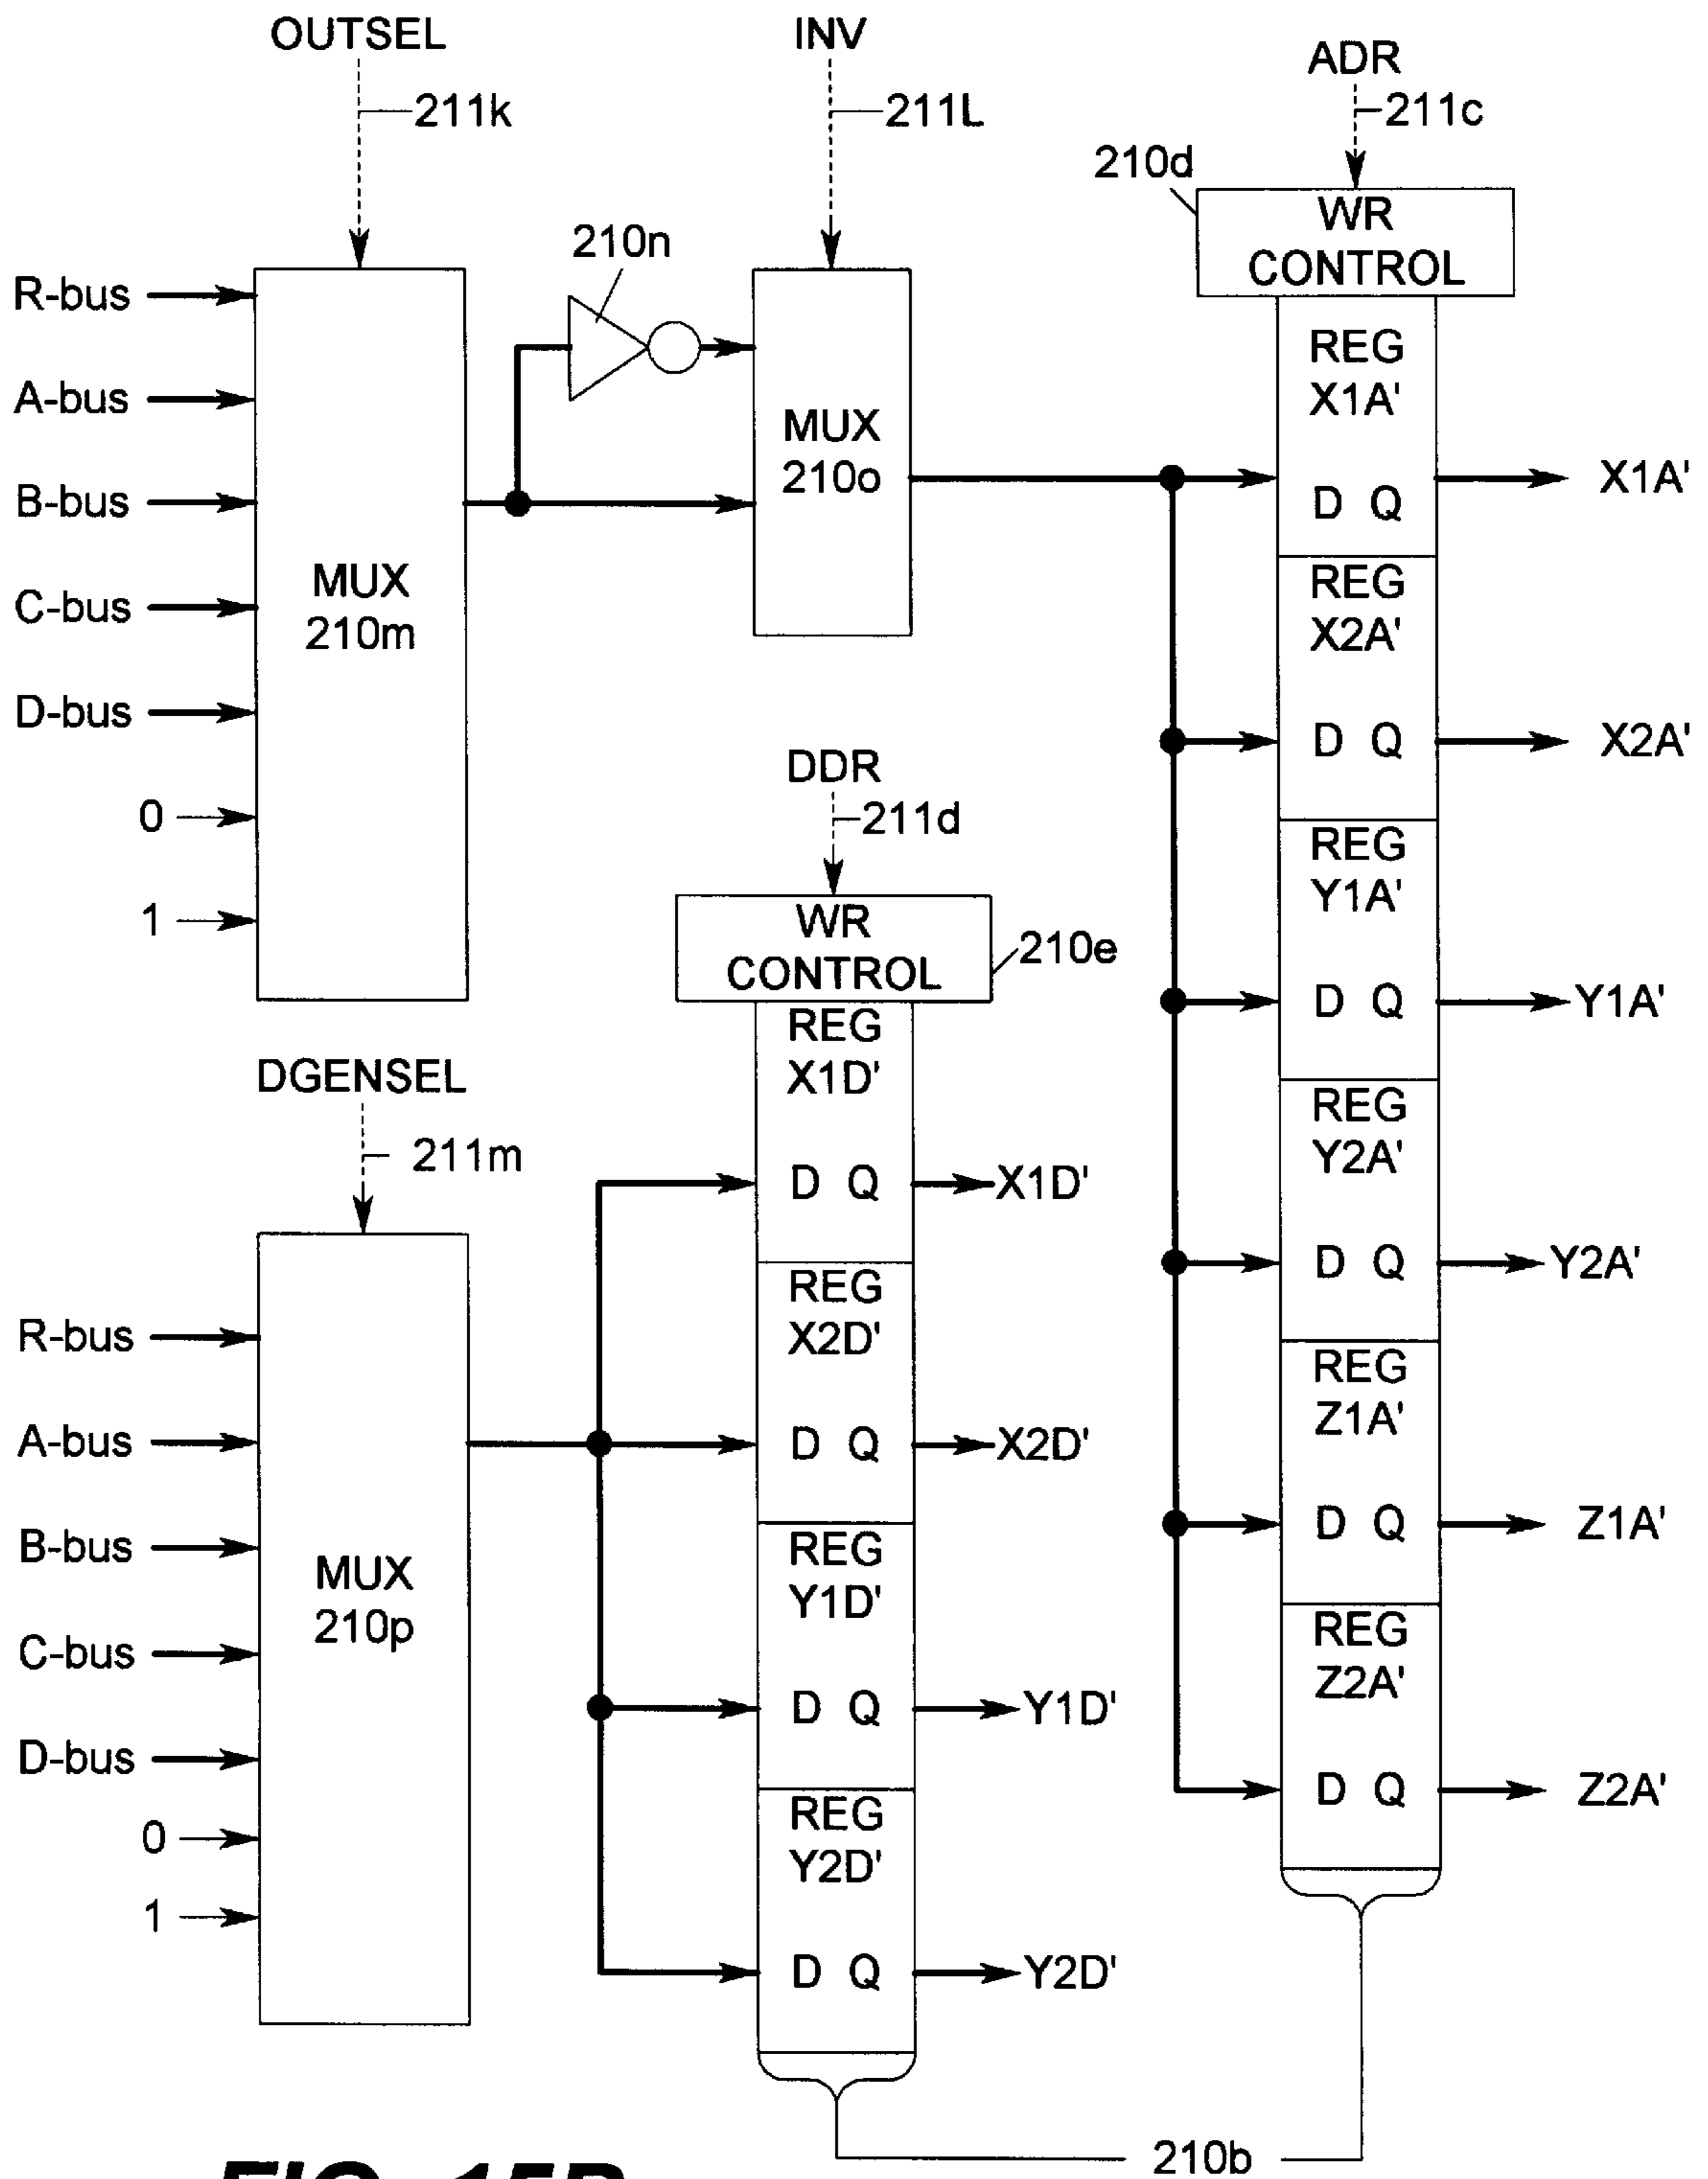 OUTSEL
211k
INV
211L
ADR
211c
210d
WR
CONTROL
210n
R-bus
A-bus
B-bus
C-bus
D-bus
0
1
MUX
210m
MUX
210o
REG
X1A'
D Q
X1A'
REG
X2A'
D Q
X2A'
REG
Y1A'
D Q
Y1A'
REG
Y2A'
D Q
Y2A'
REG
Z1A'
D Q
Z1A'
REG
Z2A'
D Q
Z2A'
DDR
211d
WR
CONTROL
210e
DGENSEL
211m
R-bus
A-bus
B-bus
C-bus
D-bus
0
1
MUX
210p
REG
X1D'
D Q
X1D'
REG
X2D'
D Q
X2D'
REG
Y1D'
D Q
Y1D'
REG
Y2D'
D Q
Y2D'
210b
FIG. 15B